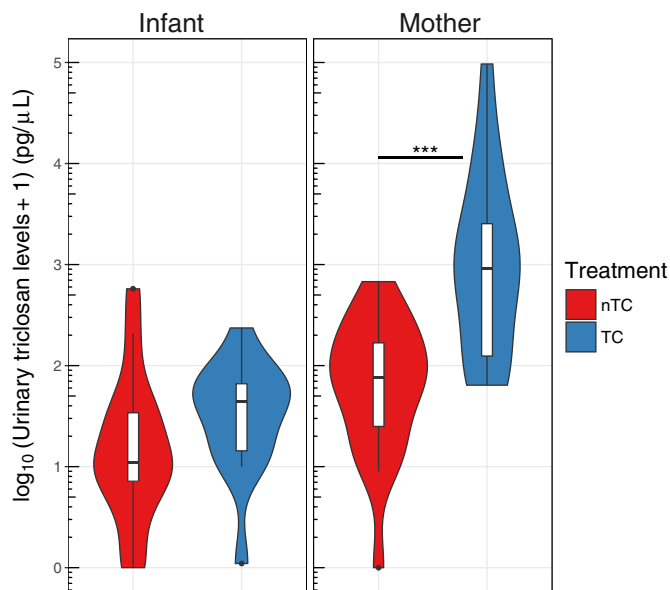 Infant
Mother
log10 (Urinary triclosan levels + 1) (pg/μL)
5
4
3
2
1
0
***
Treatment
nTC
TC